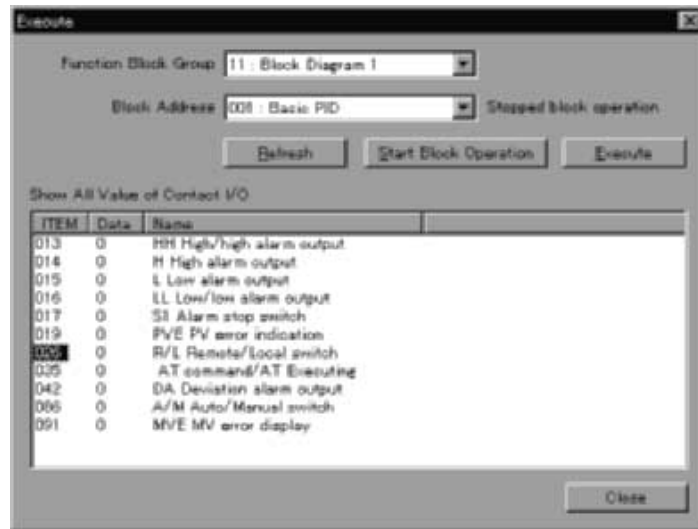 Execute
Function Block Group 11 : Block Diagram 1
Block Address 001 : Basic PID Stopped block operation
Refresh Start Block Operation Execute
Show All Value of Contact I/O
ITEM Data Name
013 0 HH High/high alarm output
014 0 H High alarm output
015 0 L Low alarm output
016 0 LL Low/low alarm output
017 0 S1 Alarm stop switch
019 0 PVE PV error indication
026 0 R/L Remote/Local switch
035 0 AT command/AT Executing
042 0 DA Deviation alarm output
086 0 A/M Auto/Manual switch
091 0 MVE MV error display
Close